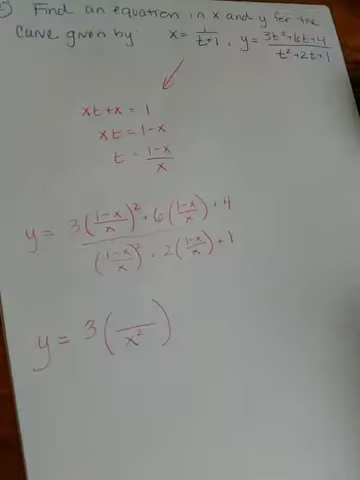 Find an equation in x and y for the
curve given by: x = 1/(t+1), y = (3t²+6t+4)/(t²+2t+1)
xt + x = 1
xt = 1-x
t = (1-x)/x
y = (3((1-x)/x)² + 6((1-x)/x) + 4)/(((1-x)/x)² + 2((1-x)/x) + 1)
y = 3( /x²)